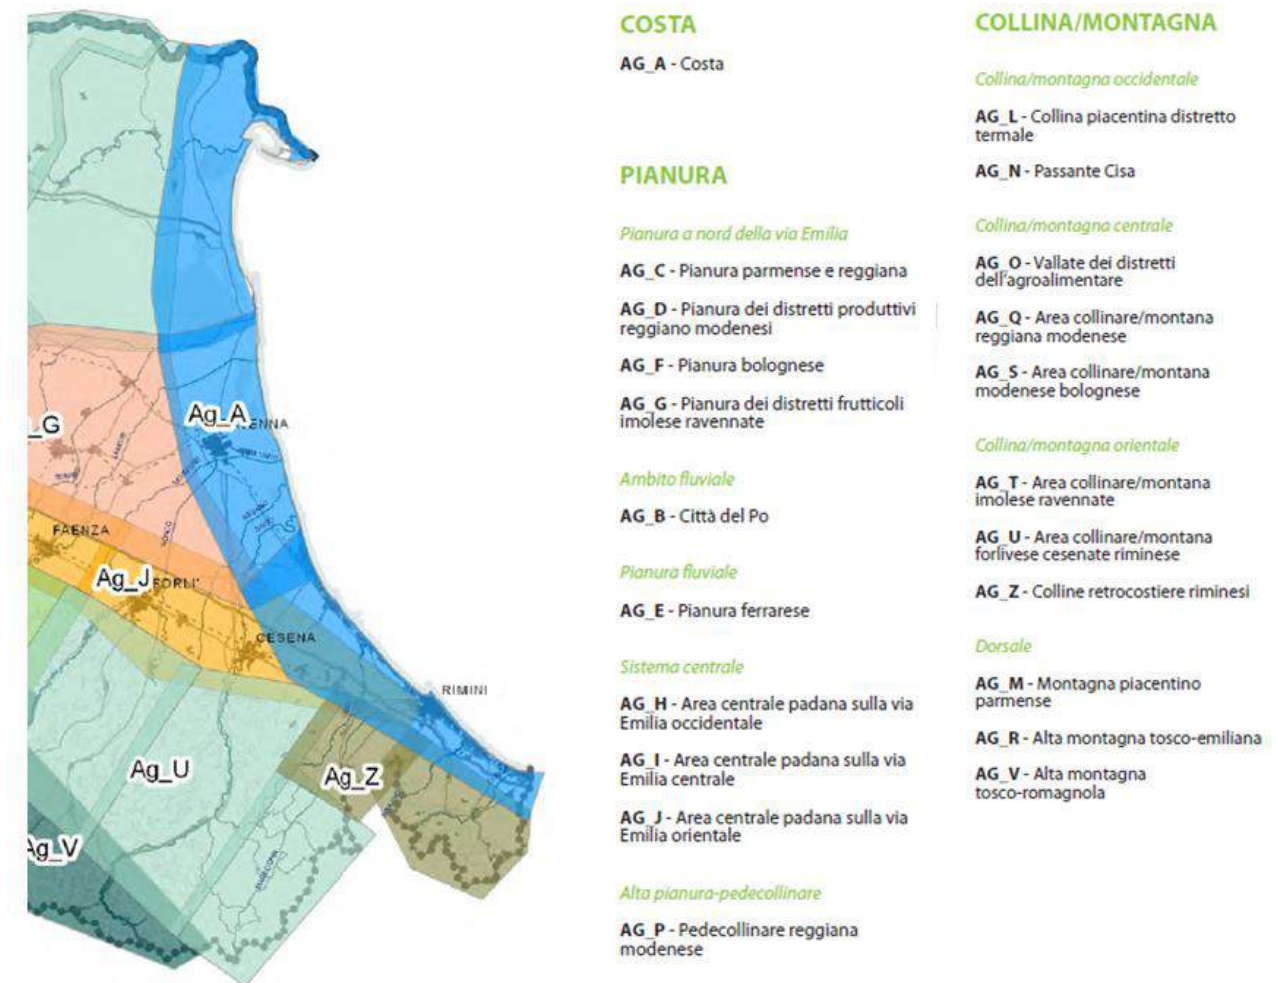 Ag_A
ENNA
_G
FAENZA
Ag_J
FORLI'
CESENA
RIMINI
Ag_U
Ag_Z
Ag_V
COSTA
AG_A - Costa
PIANURA
Pianura a nord della via Emilia
AG_C - Pianura parmense e reggiana
AG_D - Pianura dei distretti produttivi
reggiano modenesi
AG_F - Pianura bolognese
AG_G - Pianura dei distretti frutticoli
imolese ravennate
Ambito fluviale
AG_B - Città del Po
Pianura fluviale
AG_E - Pianura ferrarese
Sistema centrale
AG_H - Area centrale padana sulla via
Emilia occidentale
AG_I - Area centrale padana sulla via
Emilia centrale
AG_J - Area centrale padana sulla via
Emilia orientale
Alta pianura-pedecollinare
AG_P - Pedecollinare reggiana
modenese
COLLINA/MONTAGNA
Collina/montagna occidentale
AG_L - Collina piacentina distretto
termale
AG_N - Passante Cisa
Collina/montagna centrale
AG_O - Vallate dei distretti
dell'agroalimentare
AG_Q - Area collinare/montana
reggiana modenese
AG_S - Area collinare/montana
modenese bolognese
Collina/montagna orientale
AG_T - Area collinare/montana
imolese ravennate
AG_U - Area collinare/montana
forlivese cesenate riminese
AG_Z - Colline retrocostiere riminesi
Dorsale
AG_M - Montagna piacentino
parmense
AG_R - Alta montagna tosco-emiliana
AG_V - Alta montagna
tosco-romagnola